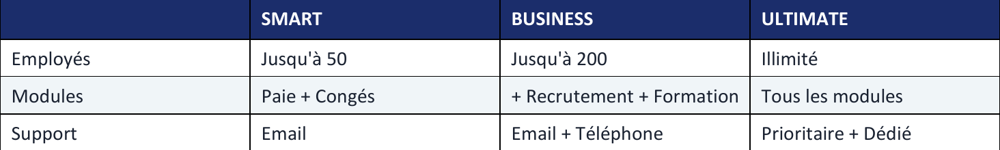 SMART BUSINESS ULTIMATE
Employés Jusqu'à 50 Jusqu'à 200 Illimité
Modules Paie + Congés + Recrutement + Formation Tous les modules
Support Email Email + Téléphone Prioritaire + Dédié